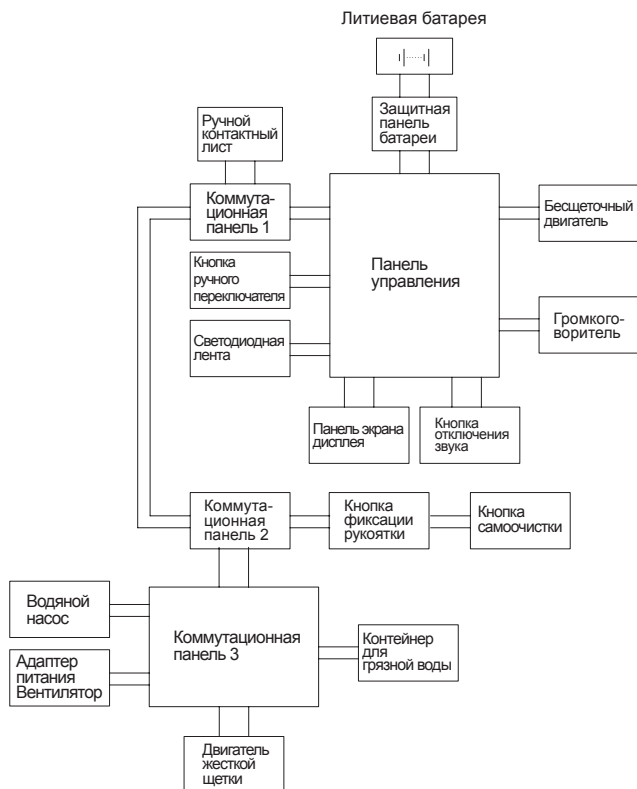 Литиевая батарея
Защитная
панель
батареи
Ручной
контактный
лист
Коммута-
ционная
панель 1
Бесщеточный
двигатель
Кнопка
ручного
переключателя
Панель
управления
Светодиодная
лента
Громкого-
воритель
Панель экрана
дисплея
Кнопка
отключения
звука
Коммута-
ционная
панель 2
Кнопка
фиксации
рукоятки
Кнопка
самоочистки
Водяной
насос
Коммутационная
панель 3
Контейнер
для
грязной воды
Адаптер
питания
Вентилятор
Двигатель
жесткой
щетки